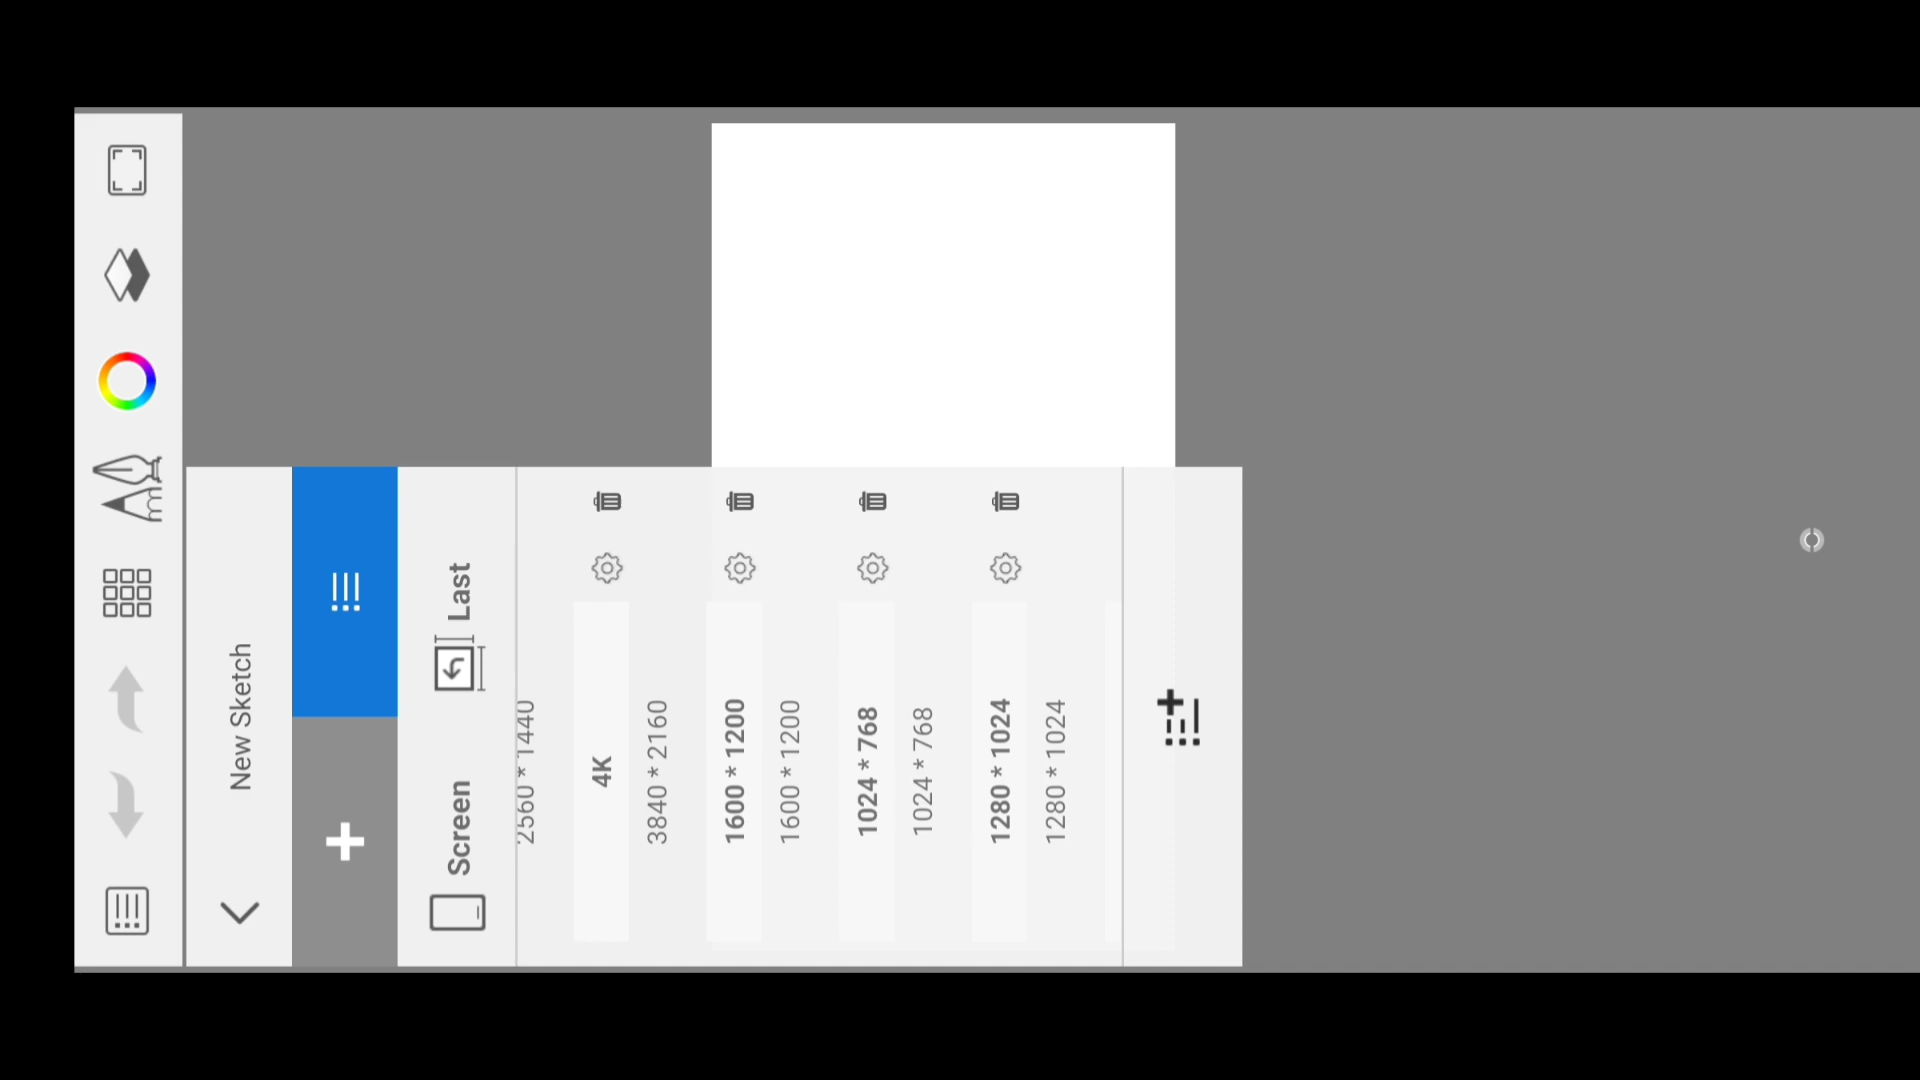 New Sketch
Screen
Last
2560 * 1440
4K
3840 * 2160
1600 * 1200
1600 * 1200
1024 * 768
1024 * 768
1280 * 1024
1280 * 1024